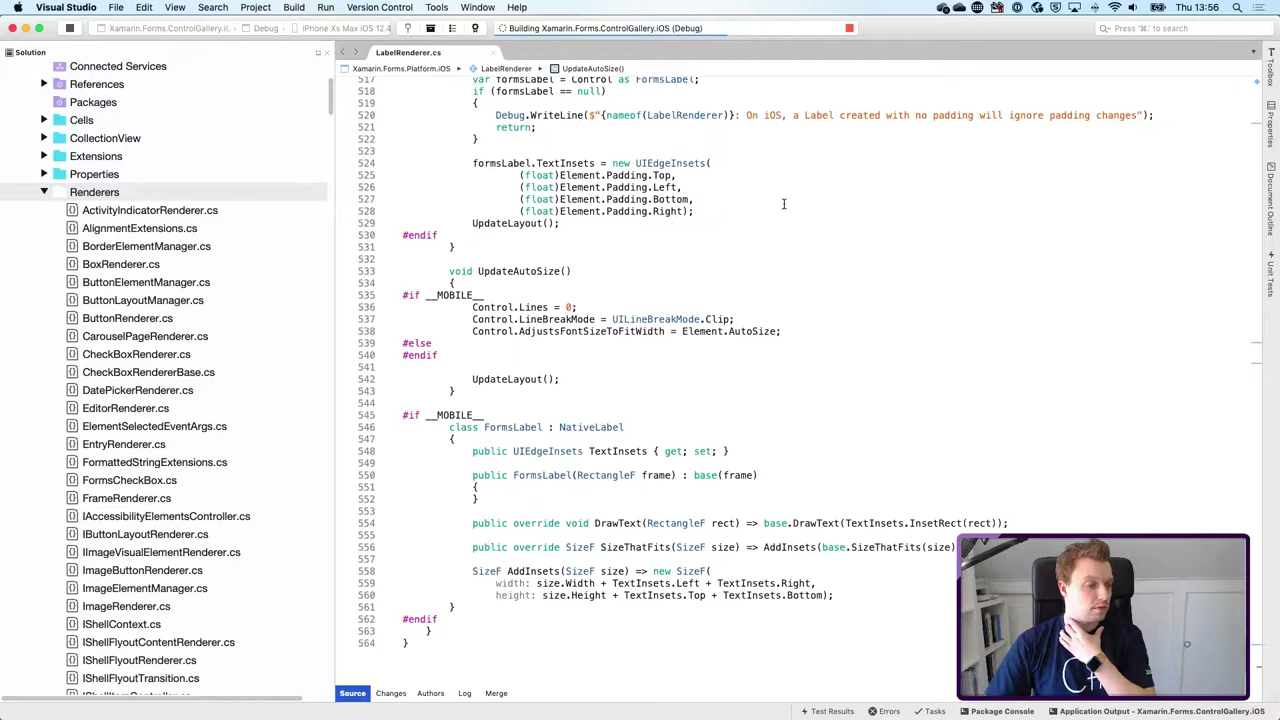 Visual Studio File Edit View Search Project Build Run Version Control Tools Window Help 100% Thu 13:56
Xamarin.Forms.ControlGallery.iO Debug iPhone Xs Max iOS 12.4 Building Xamarin.Forms.ControlGallery.iOS (Debug) Press '⌘.' to search
Solution
LabelRenderer.cs
Xamarin.Forms.Platform.iOS LabelRenderer UpdateAutoSize()
Connected Services
References
Packages
Cells
CollectionView
Extensions
Properties
Renderers
ActivityIndicatorRenderer.cs
AlignmentExtensions.cs
BorderElementManager.cs
BoxRenderer.cs
ButtonElementManager.cs
ButtonLayoutManager.cs
ButtonRenderer.cs
CarouselPageRenderer.cs
CheckBoxRenderer.cs
CheckBoxRendererBase.cs
DatePickerRenderer.cs
EditorRenderer.cs
ElementSelectedEventArgs.cs
EntryRenderer.cs
FormattedStringExtensions.cs
FormsCheckBox.cs
FrameRenderer.cs
IAccessibilityElementsController.cs
IButtonLayoutRenderer.cs
IImageVisualElementRenderer.cs
ImageButtonRenderer.cs
ImageElementManager.cs
ImageRenderer.cs
IShellContext.cs
IShellFlyoutContentRenderer.cs
IShellFlyoutRenderer.cs
IShellFlyoutTransition.cs
517 var formsLabel = Control as FormsLabel;
518 if (formsLabel == null)
519 {
520 Debug.WriteLine($"{nameof(LabelRenderer)}: On iOS, a Label created with no padding will ignore padding changes");
521 return;
522 }
523
524 formsLabel.TextInsets = new UIEdgeInsets(
525 (float)Element.Padding.Top,
526 (float)Element.Padding.Left,
527 (float)Element.Padding.Bottom,
528 (float)Element.Padding.Right);
529 UpdateLayout();
530 #endif
531 }
532
533 void UpdateAutoSize()
534 {
535 #if __MOBILE__
536 Control.Lines = 0;
537 Control.LineBreakMode = UILineBreakMode.Clip;
538 Control.AdjustsFontSizeToFitWidth = Element.AutoSize;
539 #else
540 #endif
541
542 UpdateLayout();
543 }
544
545 #if __MOBILE__
546 class FormsLabel : NativeLabel
547 {
548 public UIEdgeInsets TextInsets { get; set; }
549
550 public FormsLabel(RectangleF frame) : base(frame)
551 {
552 }
553
554 public override void DrawText(RectangleF rect) => base.DrawText(TextInsets.InsetRect(rect));
555
556 public override SizeF SizeThatFits(SizeF size) => AddInsets(base.SizeThatFits(size)
557
558 SizeF AddInsets(SizeF size) => new SizeF(
559 width: size.Width + TextInsets.Left + TextInsets.Right,
560 height: size.Height + TextInsets.Top + TextInsets.Bottom);
561 }
562 #endif
563 }
564 }
Toolbox
Properties
Document Outline
Unit Tests
Source Changes Authors Log Merge
Test Results Errors Tasks Package Console Application Output - Xamarin.Forms.ControlGallery.iOS